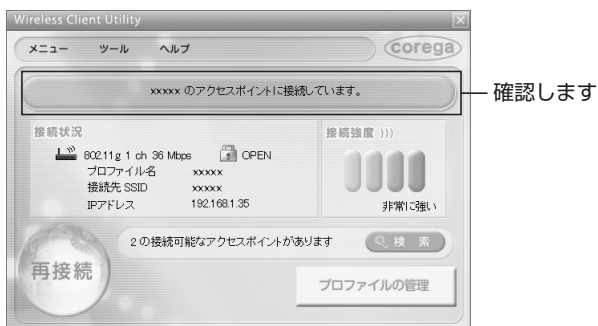 Wireless Client Utility
メニュー ツール ヘルプ corega
xxxxx のアクセスポイントに接続しています。
確認します
接続状況
接続強度 )))
802.11g 1 ch 36 Mbps OPEN
プロファイル名 xxxxx
接続先 SSID xxxxx
IPアドレス 192.168.1.35
非常に強い
2 の接続可能なアクセスポイントがあります
検 索
再接続
プロファイルの管理